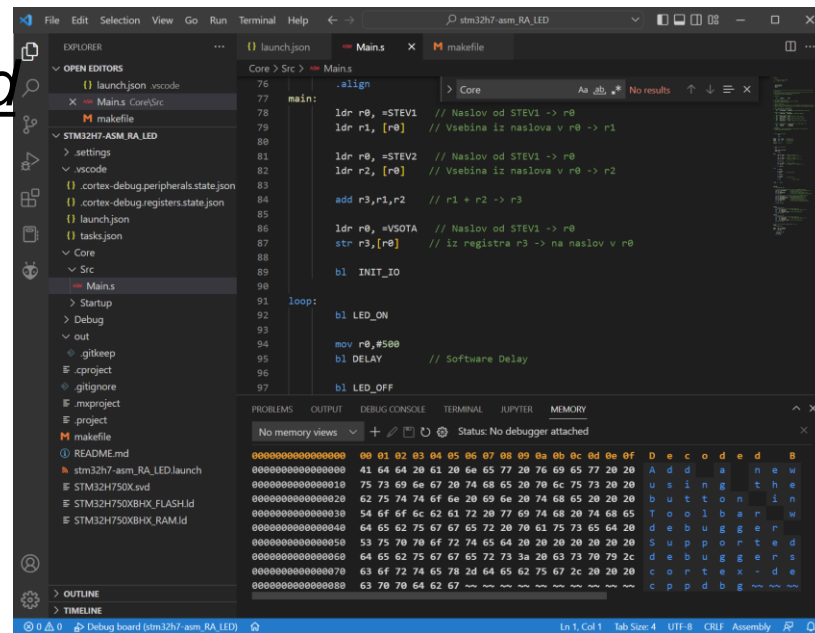 d
File Edit Selection View Go Run Terminal Help stm32h7-asm_RA_LED
EXPLORER
OPEN EDITORS
{} launch.json .vscode
Main.s Core\Src
M makefile
STM32H7-ASM_RA_LED
.settings
.vscode
{} .cortex-debug.peripherals.state.json
{} .cortex-debug.registers.state.json
{} launch.json
{} tasks.json
Core
Src
Main.s
Startup
Debug
out
.gitkeep
.cproject
.gitignore
.mxproject
.project
M makefile
README.md
stm32h7-asm_RA_LED.launch
STM32H750X.svd
STM32H750XBHX_FLASH.ld
STM32H750XBHX_RAM.ld
OUTLINE
TIMELINE
{} launch.json Main.s M makefile
Core > Src > Main.s
Core Aa ab, .* No results
76 .align
77 main:
78 ldr r0, =STEV1 // Naslov od STEV1 -> r0
79 ldr r1, [r0] // Vsebina iz naslova v r0 -> r1
80
81 ldr r0, =STEV2 // Naslov od STEV1 -> r0
82 ldr r2, [r0] // Vsebina iz naslova v r0 -> r2
83
84 add r3,r1,r2 // r1 + r2 -> r3
85
86 ldr r0, =VSOTA // Naslov od STEV1 -> r0
87 str r3,[r0] // iz registra r3 -> na naslov v r0
88
89 bl INIT_IO
90
91 loop:
92 bl LED_ON
93
94 mov r0,#500
95 bl DELAY // Software Delay
96
97 bl LED_OFF
PROBLEMS OUTPUT DEBUG CONSOLE TERMINAL JUPYTER MEMORY
No memory views Status: No debugger attached
0000000000000000 00 01 02 03 04 05 06 07 08 09 0a 0b 0c 0d 0e 0f D e c o d e d B
0000000000000000 41 64 64 20 61 20 6e 65 77 20 76 69 65 77 20 20 A d d a n e w
0000000000000010 75 73 69 6e 67 20 74 68 65 20 70 6c 75 73 20 20 u s i n g t h e
0000000000000020 62 75 74 74 6f 6e 20 69 6e 20 74 68 65 20 20 20 b u t t o n i n
0000000000000030 54 6f 6f 6c 62 61 72 20 77 69 74 68 20 74 68 65 T o o l b a r w
0000000000000040 64 65 62 75 67 67 65 72 20 70 61 75 73 65 64 20 d e b u g g e r
0000000000000050 53 75 70 70 6f 72 74 65 64 20 20 20 20 20 20 20 S u p p o r t e d
0000000000000060 64 65 62 75 67 67 65 72 73 3a 20 63 73 70 79 2c d e b u g g e r s
0000000000000070 63 6f 72 74 65 78 2d 64 65 62 75 67 2c 20 20 20 c o r t e x - d e
0000000000000080 63 70 70 64 62 67 ~~ ~~ ~~ ~~ ~~ ~~ ~~ ~~ ~~ ~~ c p p d b g ~~ ~~ ~~
0 0 Debug board (stm32h7-asm_RA_LED) Ln 1, Col 1 Tab Size: 4 UTF-8 CRLF Assembly